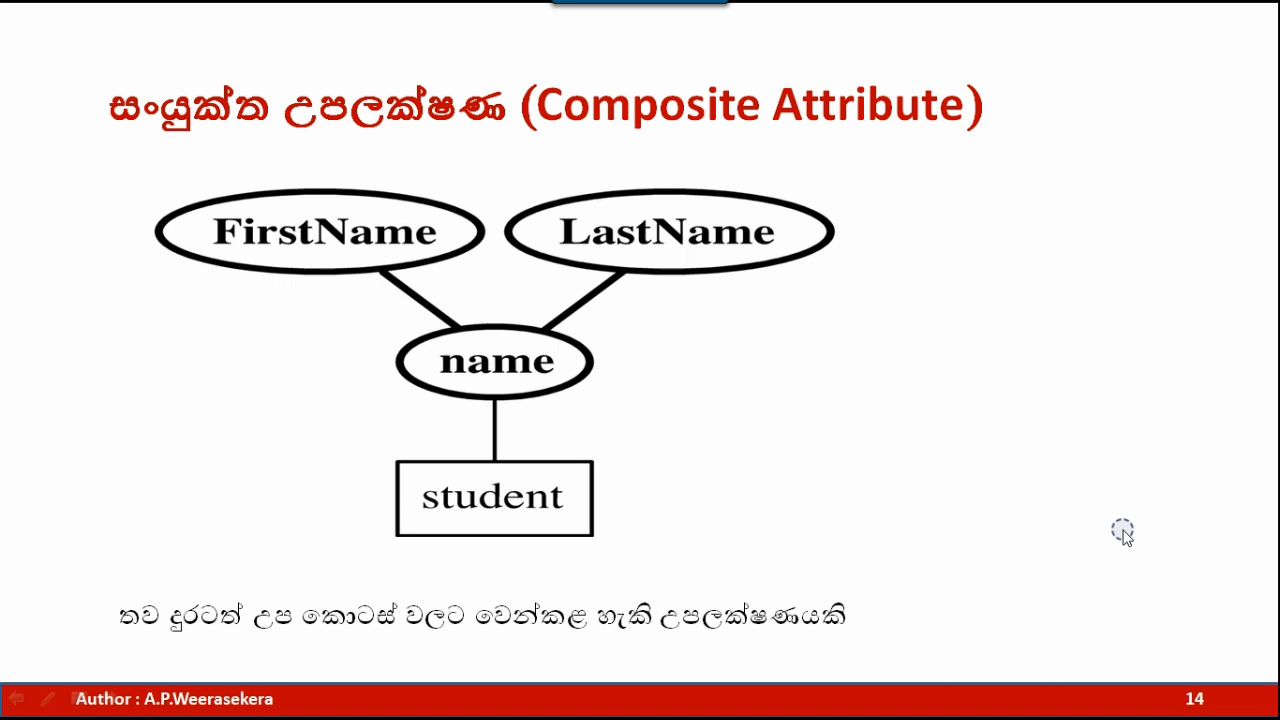 සංයුක්ත උපලක්ෂණ (Composite Attribute)
FirstName LastName
name
student
තව දුරටත් උප කොටස් වලට වෙන්කළ හැකි උපලක්ෂණයකි
Author : A.P.Weerasekera 14